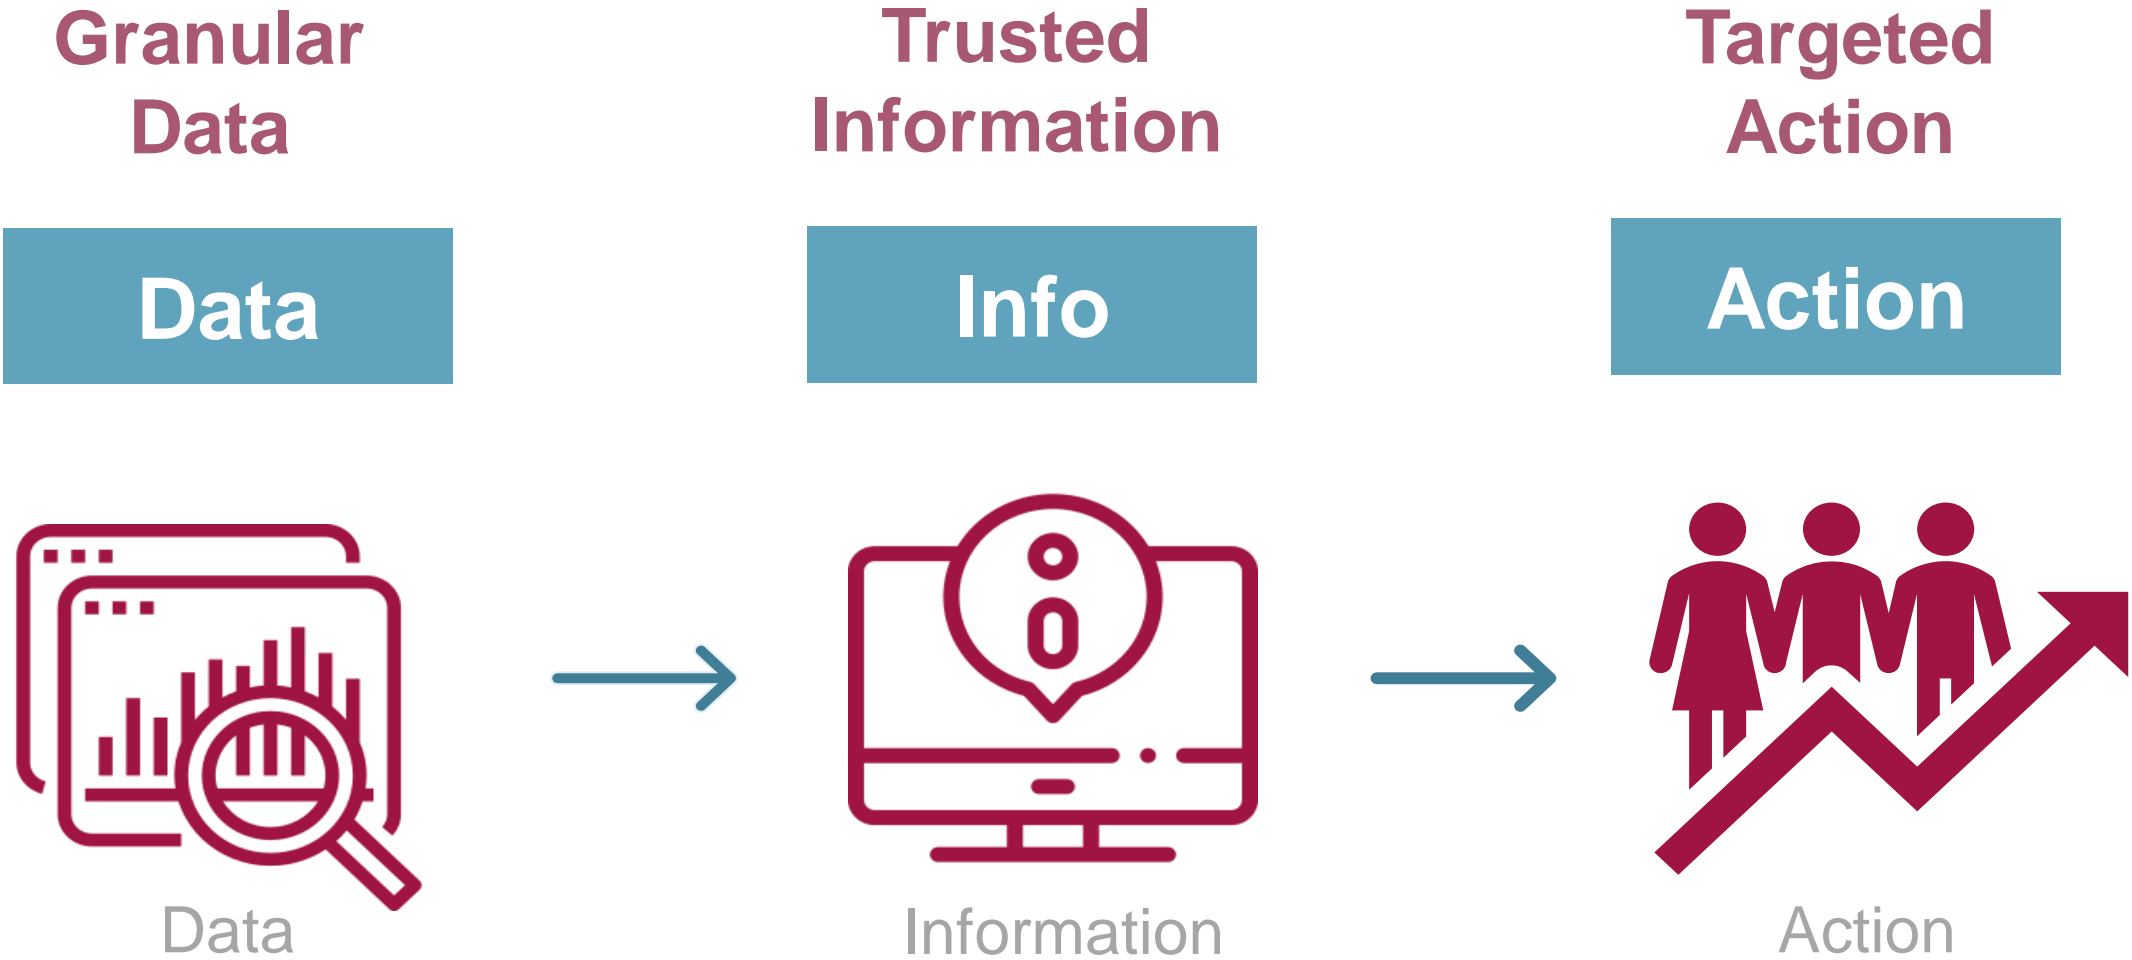 Granular
Data
Trusted
Information
Targeted
Action
Data
Info
Action
Data
Information
Action